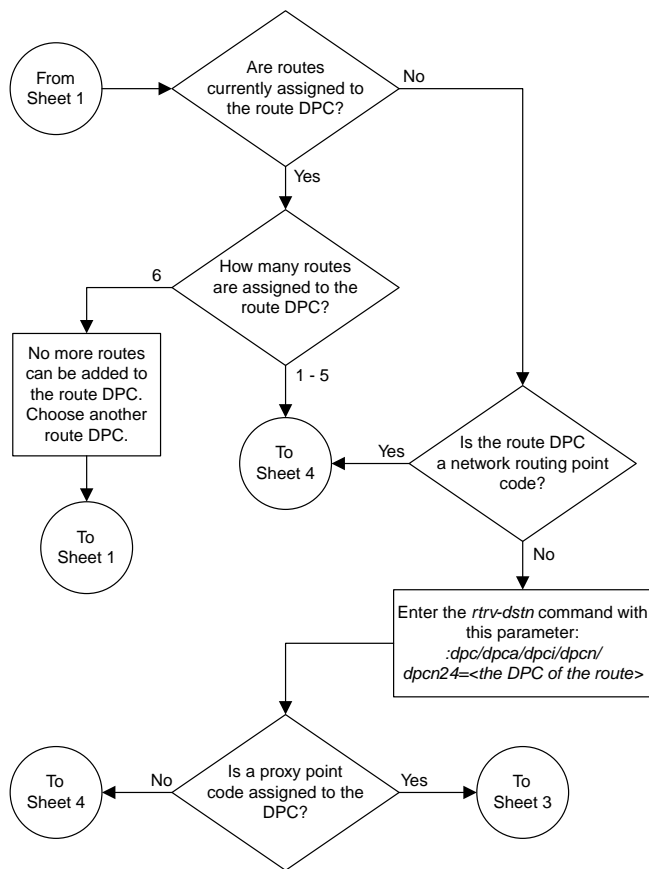 From
Sheet 1
Are routes
currently assigned to
the route DPC?
No
Yes
How many routes
are assigned to the
route DPC?
6
1 - 5
No more routes
can be added to
the route DPC.
Choose another
route DPC.
To
Sheet 1
To
Sheet 4
Yes
Is the route DPC
a network routing point
code?
No
Enter the rtrv-dstn command with
this parameter:
:dpc/dpca/dpci/dpcn/
dpcn24=<the DPC of the route>
Is a proxy point
code assigned to the
DPC?
No
To
Sheet 4
Yes
To
Sheet 3